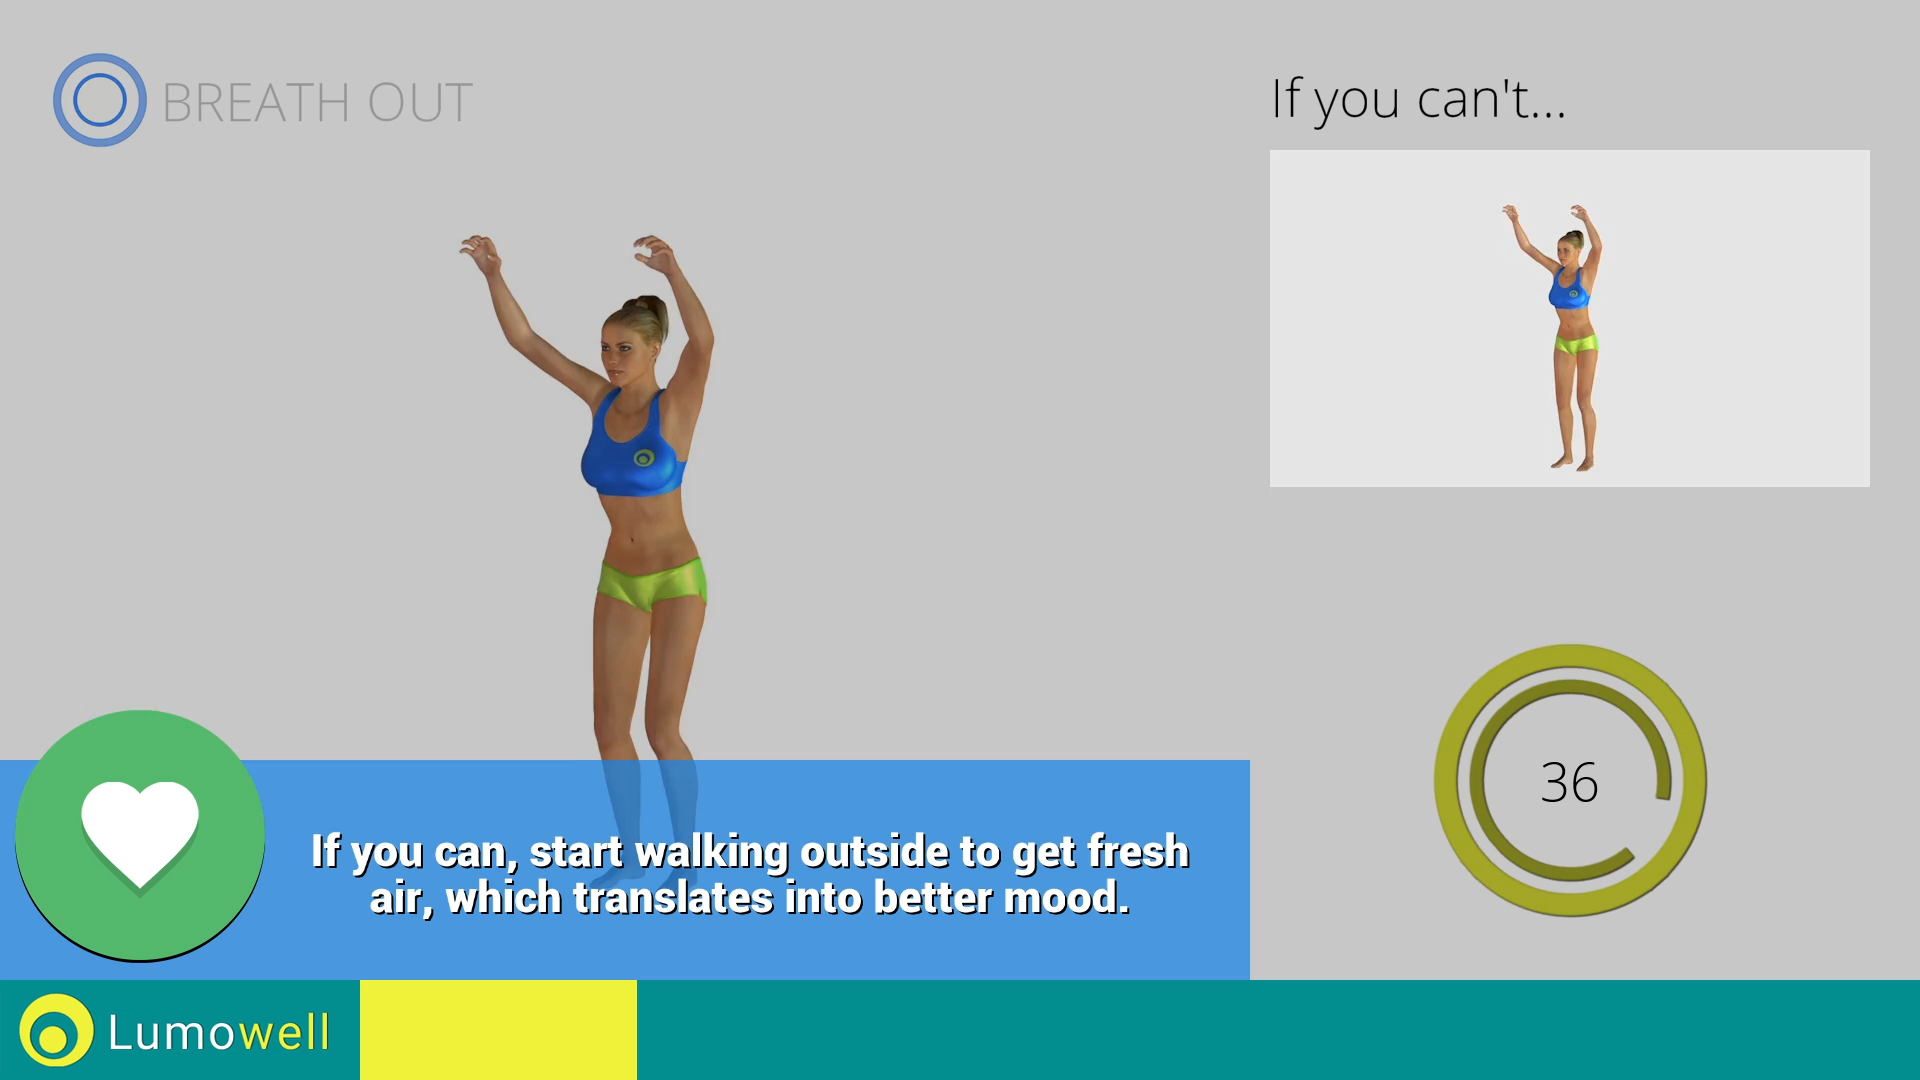 BREATH OUT
If you can't...
36
If you can, start walking outside to get fresh
air, which translates into better mood.
Lumowell